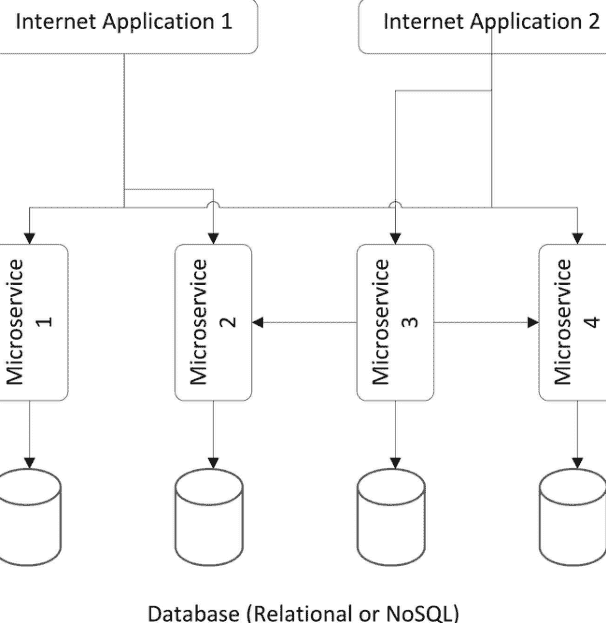 Internet Application 1
Internet Application 2
Microservice
1
Microservice
2
Microservice
3
Microservice
4
Database (Relational or NoSQL)